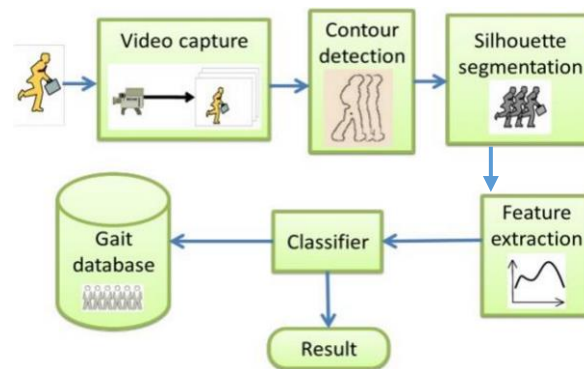 Video capture
Contour
detection
Silhouette
segmentation
Gait
database
Classifier
Feature
extraction
Result